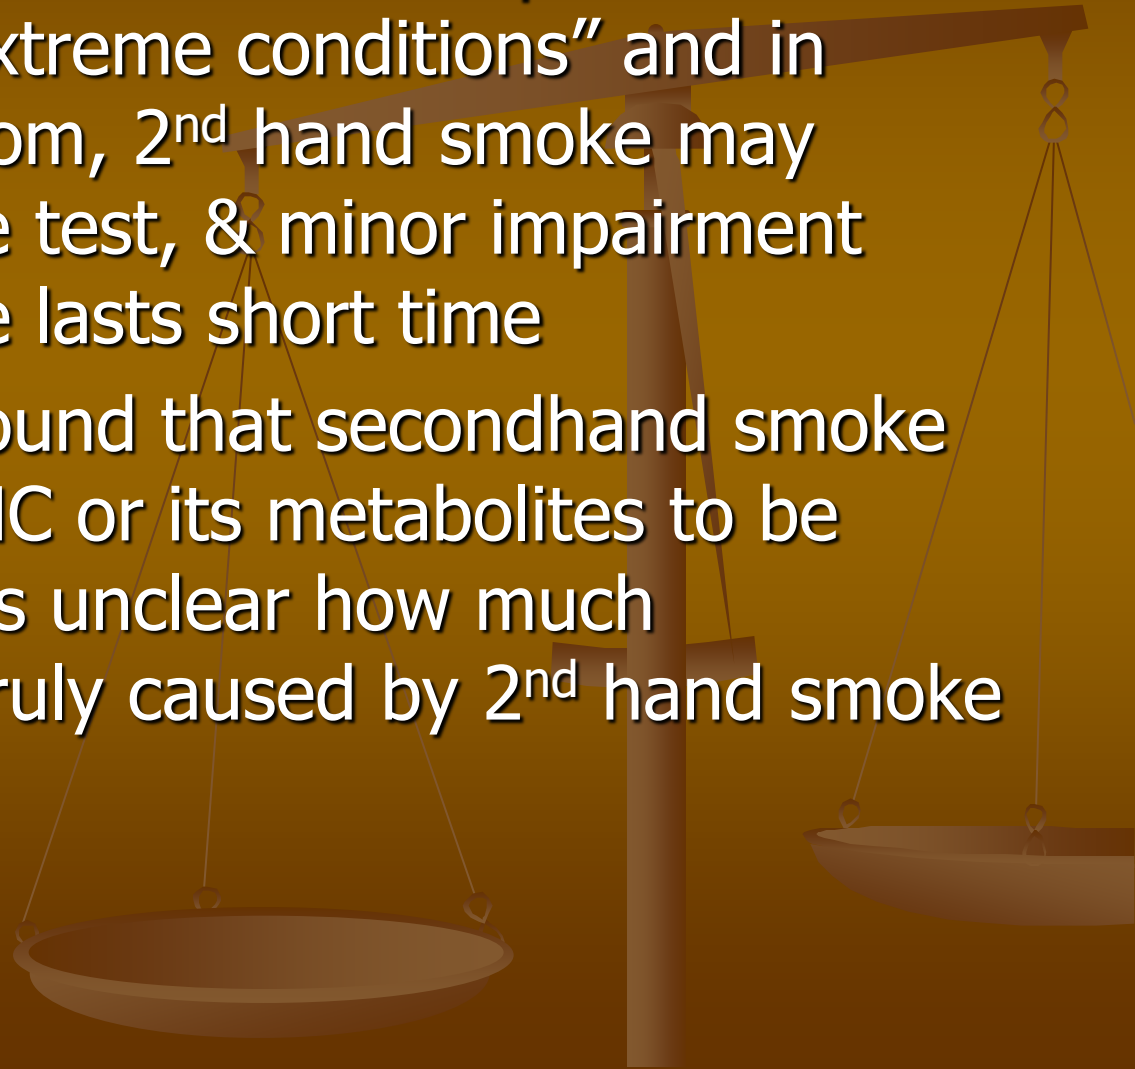 xtreme conditions” and in
om, 2nd hand smoke may
e test, & minor impairment
e lasts short time
ound that secondhand smoke
HC or its metabolites to be
s unclear how much
ruly caused by 2nd hand smoke